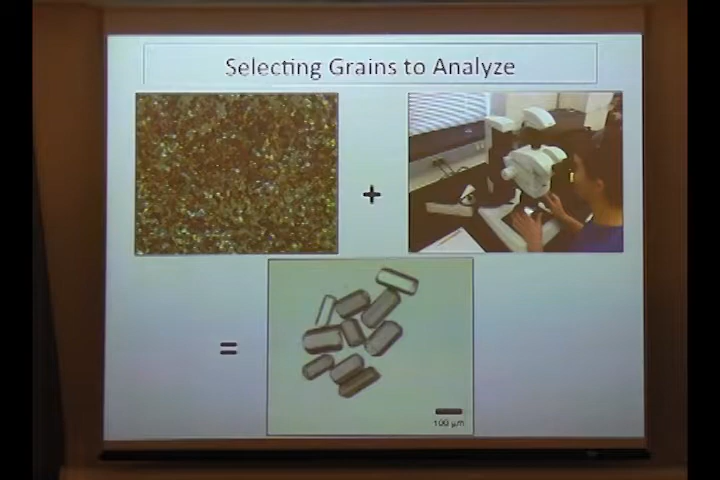 Selecting Grains to Analyze
+
=
100 μm